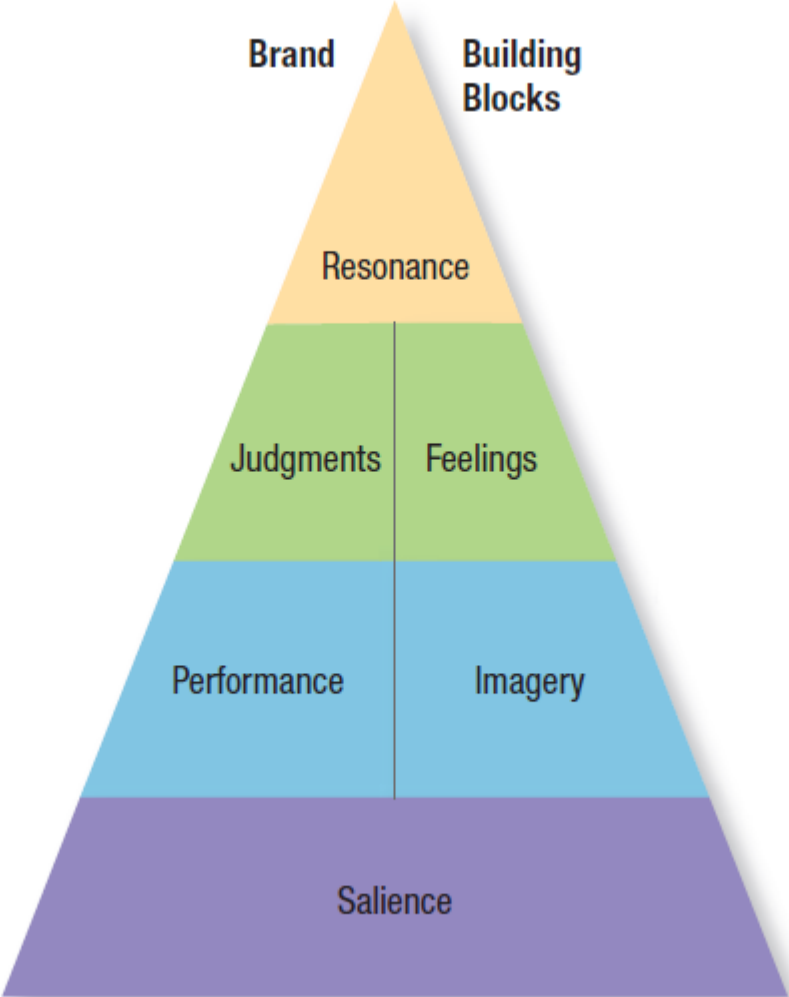 Brand
Building
Blocks
Resonance
Judgments
Feelings
Performance
Imagery
Salience